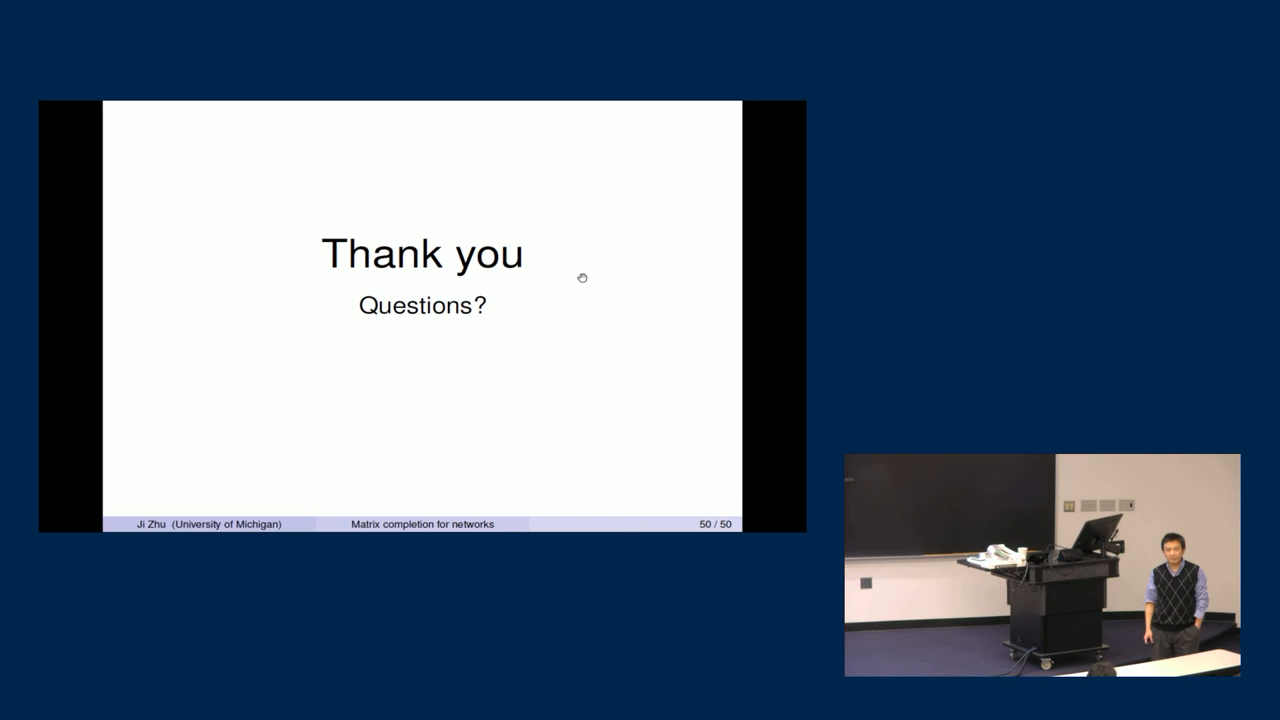 Thank you
Questions?
Ji Zhu (University of Michigan)
Matrix completion for networks
50 / 50